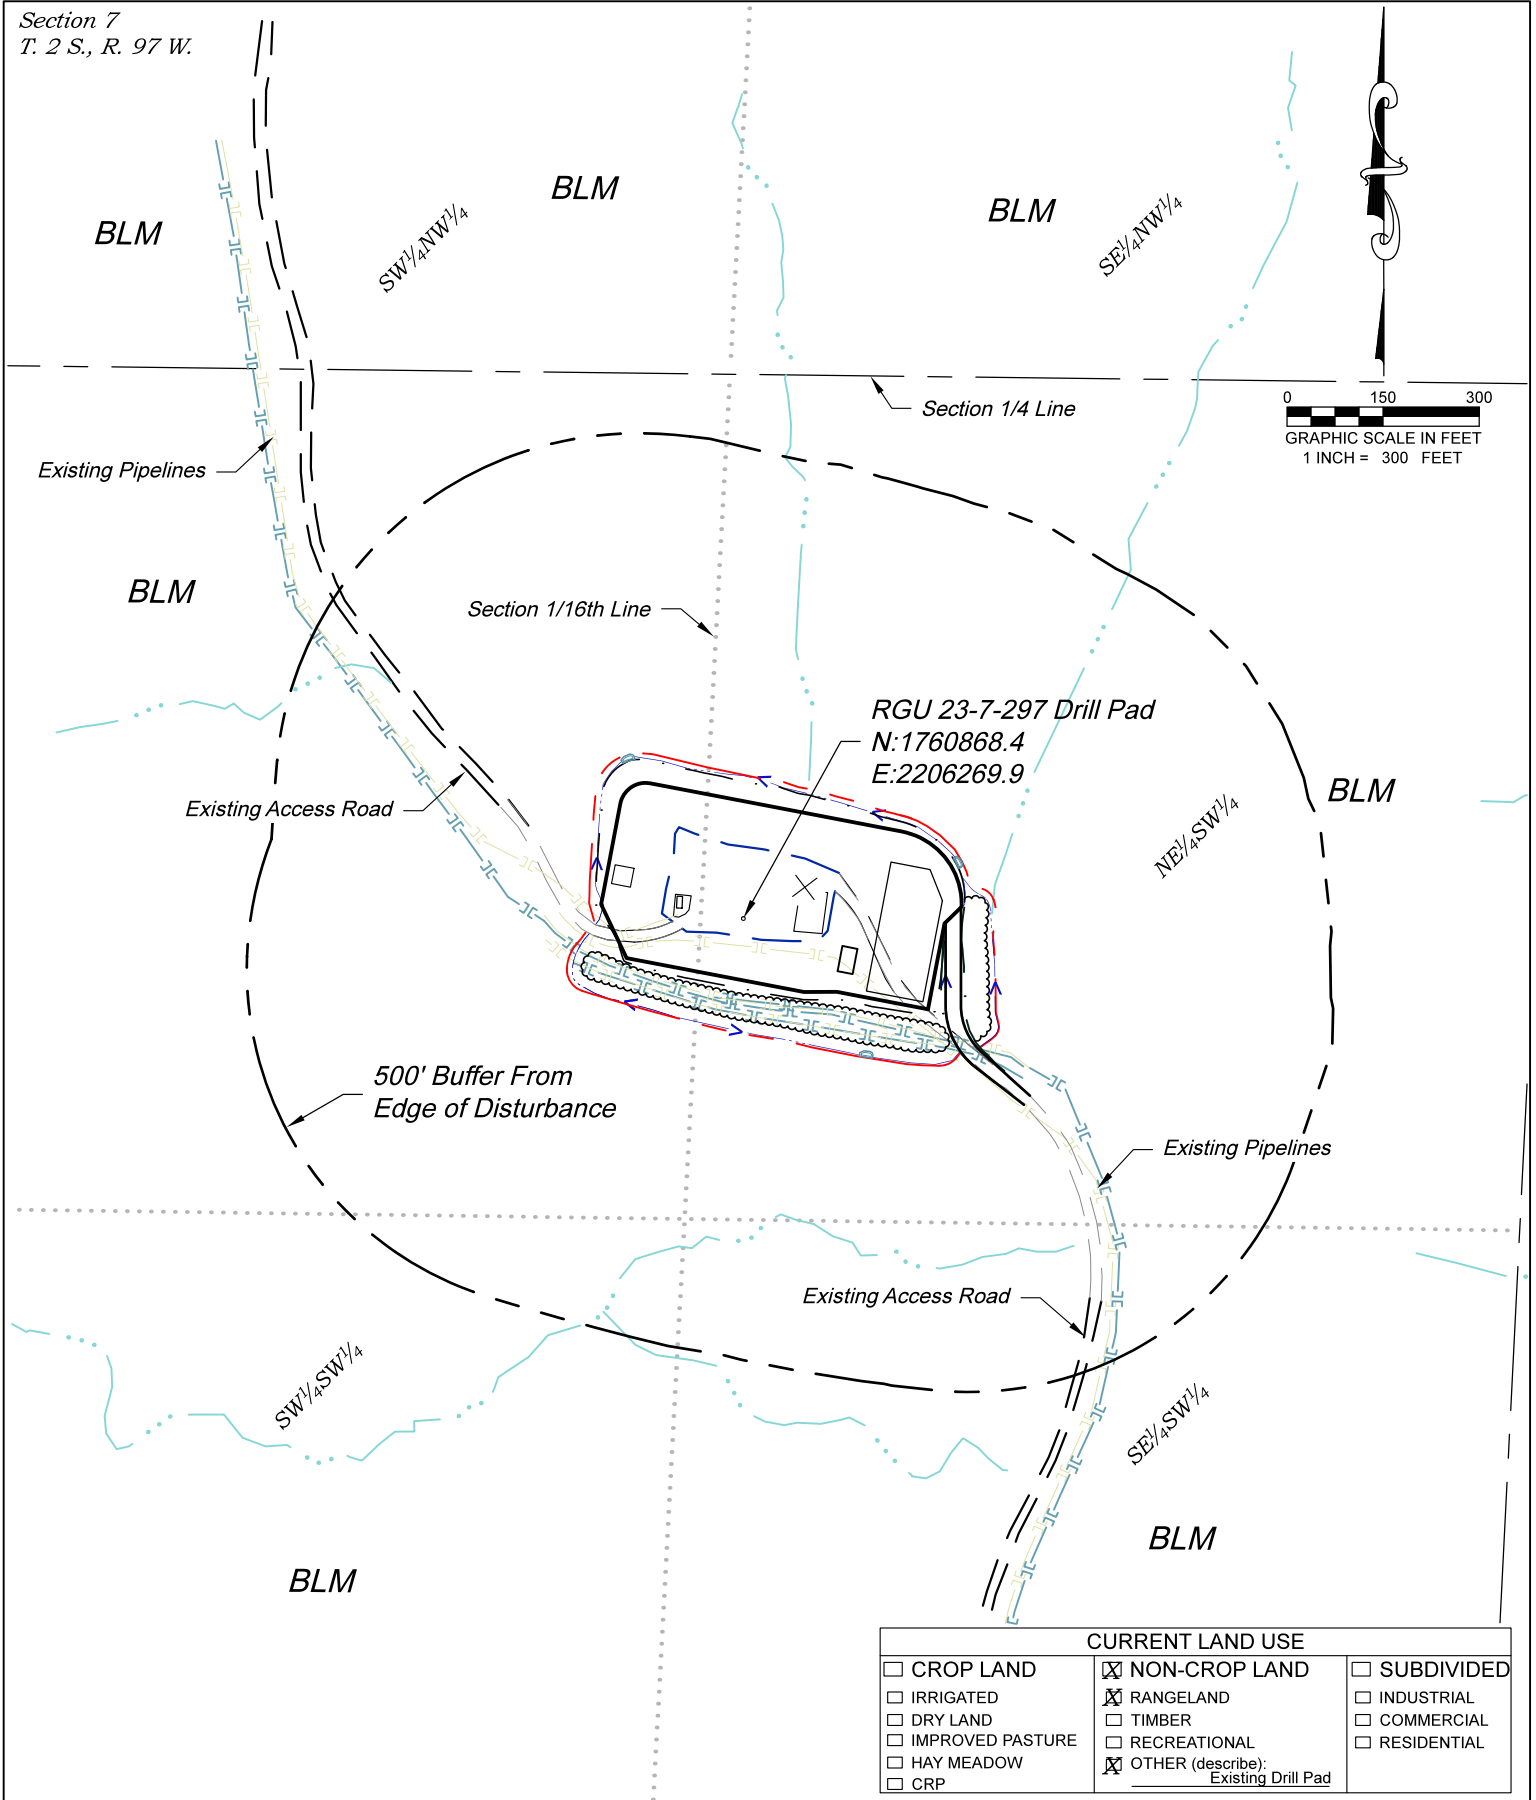 Section 7
T. 2 S., R. 97 W.
BLM
BLM
BLM
SW¼NW¼
SE¼NW¼
0 150 300
GRAPHIC SCALE IN FEET
1 INCH = 300 FEET
Section 1/4 Line
Existing Pipelines
BLM
Section 1/16th Line
RGU 23-7-297 Drill Pad
N:1760868.4
E:2206269.9
BLM
Existing Access Road
NE¼SW¼
500' Buffer From
Edge of Disturbance
Existing Pipelines
Existing Access Road
SW¼SW¼
SE¼SW¼
BLM
BLM
CURRENT LAND USE
CROP LAND
IRRIGATED
DRY LAND
IMPROVED PASTURE
HAY MEADOW
CRP
X NON-CROP LAND
X RANGELAND
TIMBER
RECREATIONAL
X OTHER (describe):
Existing Drill Pad
SUBDIVIDED
INDUSTRIAL
COMMERCIAL
RESIDENTIAL